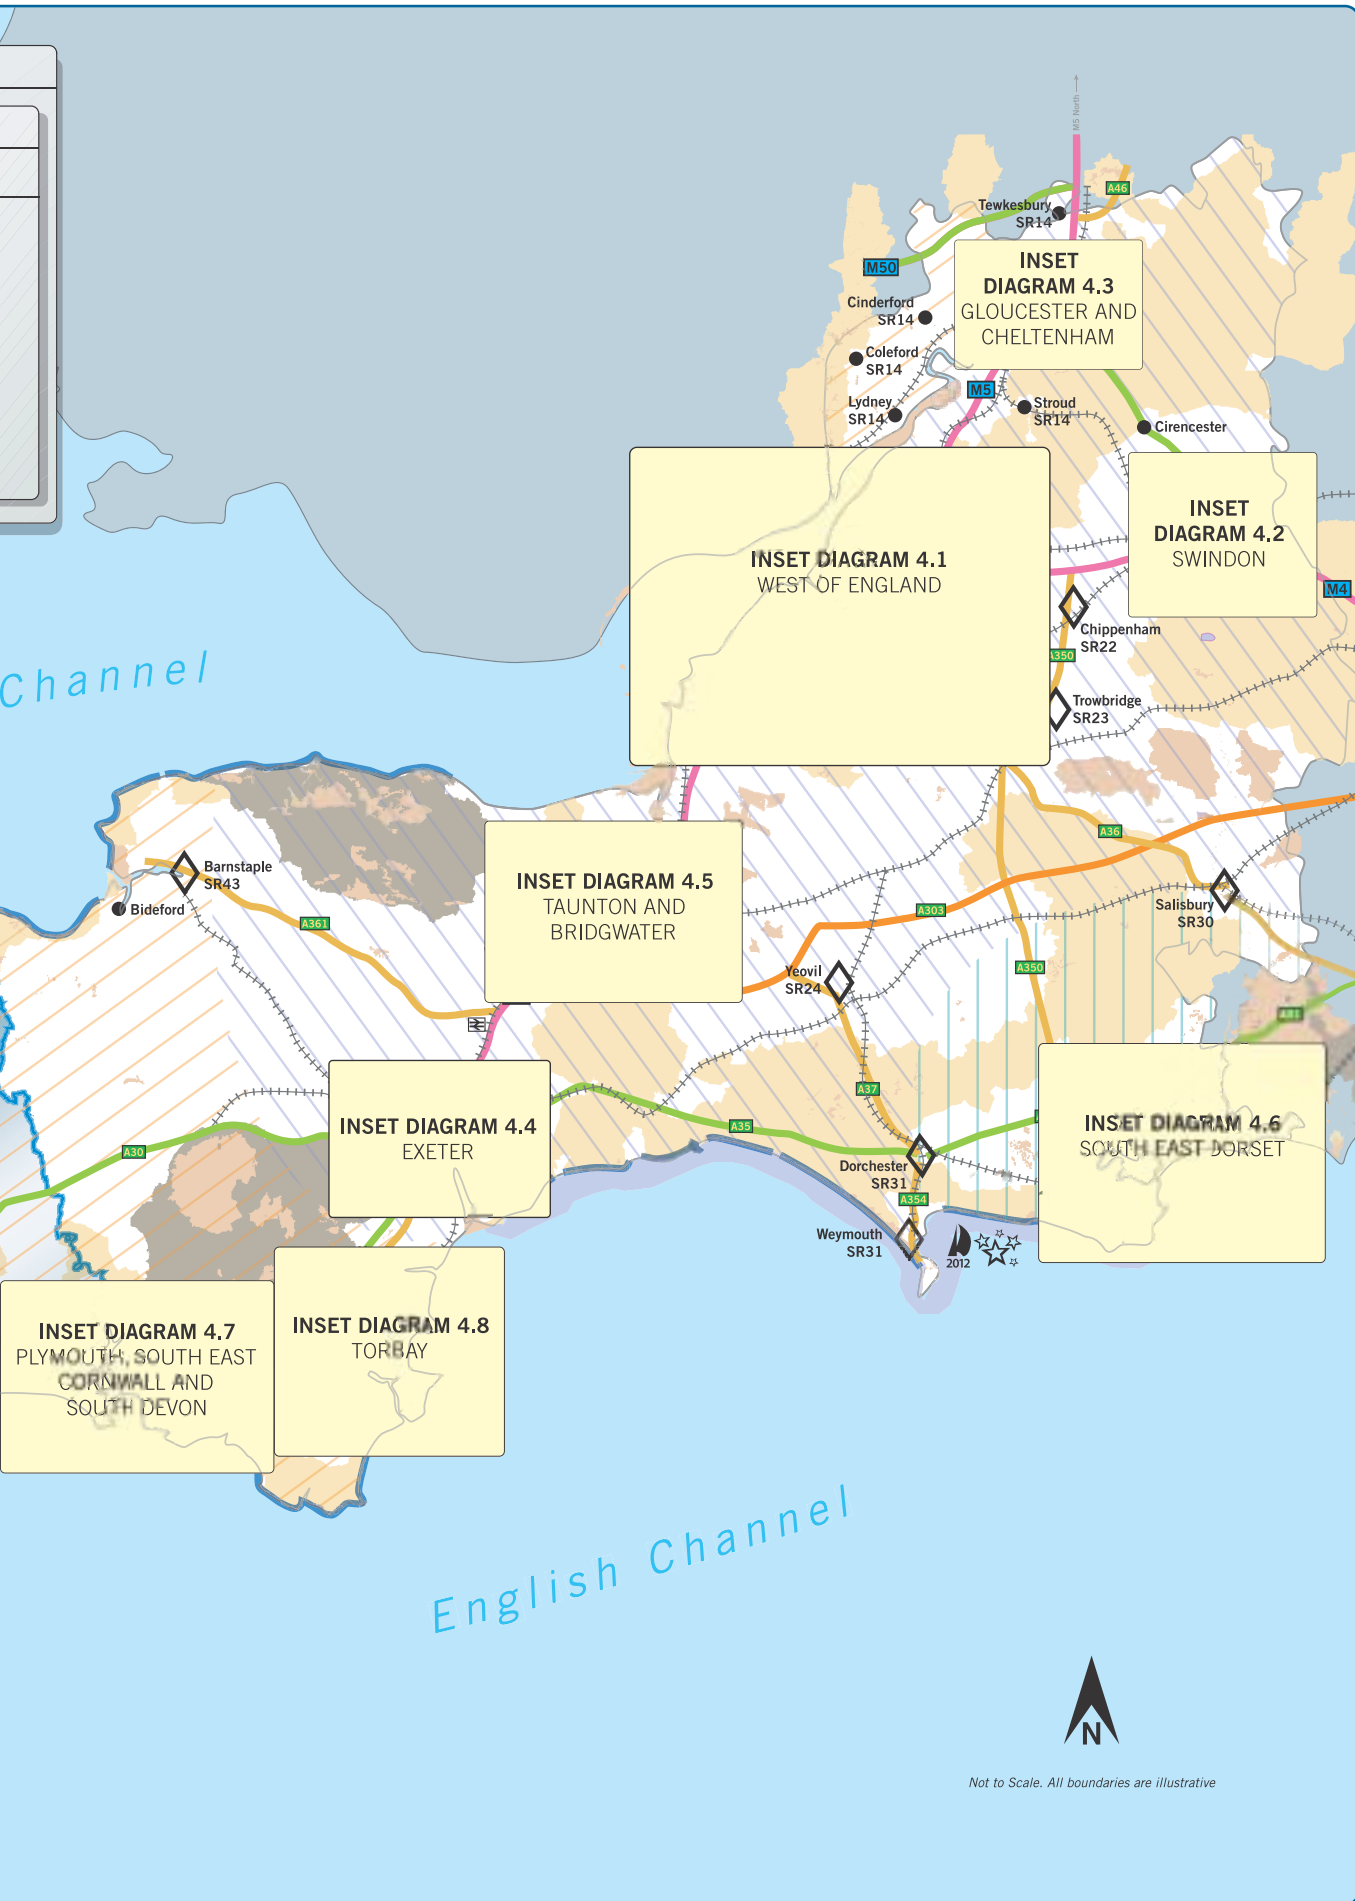 M5 North
A46
Tewkesbury
SR14
M50
INSET
DIAGRAM 4.3
GLOUCESTER AND
CHELTENHAM
Cinderford
SR14
Coleford
SR14
M5
Lydney
SR14
Stroud
SR14
Cirencester
INSET
DIAGRAM 4.2
SWINDON
INSET DIAGRAM 4.1
WEST OF ENGLAND
M4
Chippenham
SR22
A350
Channel
Trowbridge
SR23
A36
Barnstaple
SR43
Bideford
A361
INSET DIAGRAM 4.5
TAUNTON AND
BRIDGWATER
A303
Salisbury
SR30
Yeovil
SR24
A350
A31
A37
INSET DIAGRAM 4.4
EXETER
A35
A30
INSET DIAGRAM 4.6
SOUTH EAST DORSET
Dorchester
SR31
A354
Weymouth
SR31
2012
INSET DIAGRAM 4.7
PLYMOUTH, SOUTH EAST
CORNWALL AND
SOUTH DEVON
INSET DIAGRAM 4.8
TORBAY
English Channel
N
Not to Scale. All boundaries are illustrative